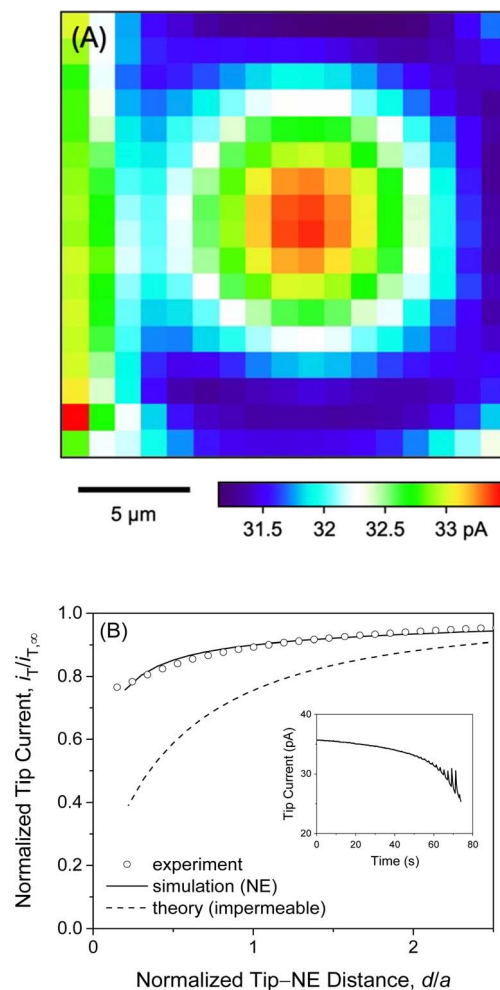 (A)
5 µm
31.5 32 32.5 33 pA
(B)
Normalized Tip Current, iT/iT,∞
1.0
0.8
0.6
0.4
0.2
0.0
Tip Current (pA)
40
30
20
0 20 40 60 80
Time (s)
experiment
simulation (NE)
theory (impermeable)
0 1 2
Normalized Tip–NE Distance, d/a